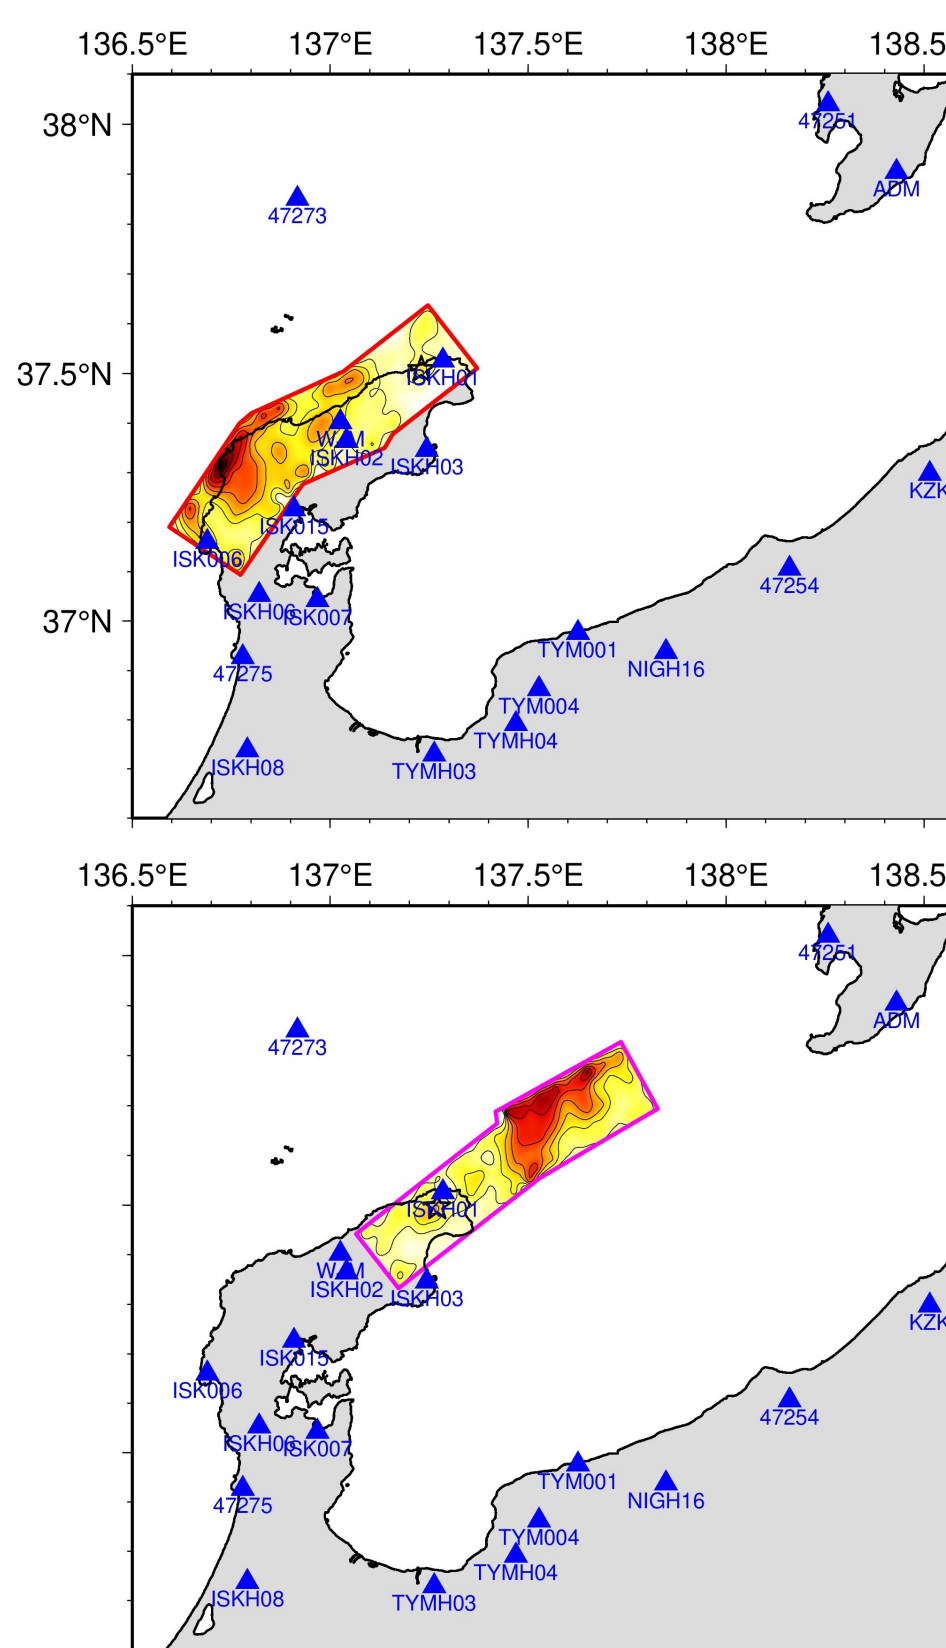 136.5°E 137°E 137.5°E 138°E 138.5
38°N
47251
ADM
47273
37.5°N
ISKH01
ISKH02
ISKH03
KZK
ISK015
ISK006
47254
ISKH06
ISK007
37°N
TYM001
NIGH16
47275
TYM004
TYMH04
ISKH08
TYMH03
136.5°E 137°E 137.5°E 138°E 138.5
47251
ADM
47273
ISKH01
ISKH02
ISKH03
KZK
ISK015
ISK006
47254
ISKH06
ISK007
TYM001
NIGH16
47275
TYM004
TYMH04
ISKH08
TYMH03